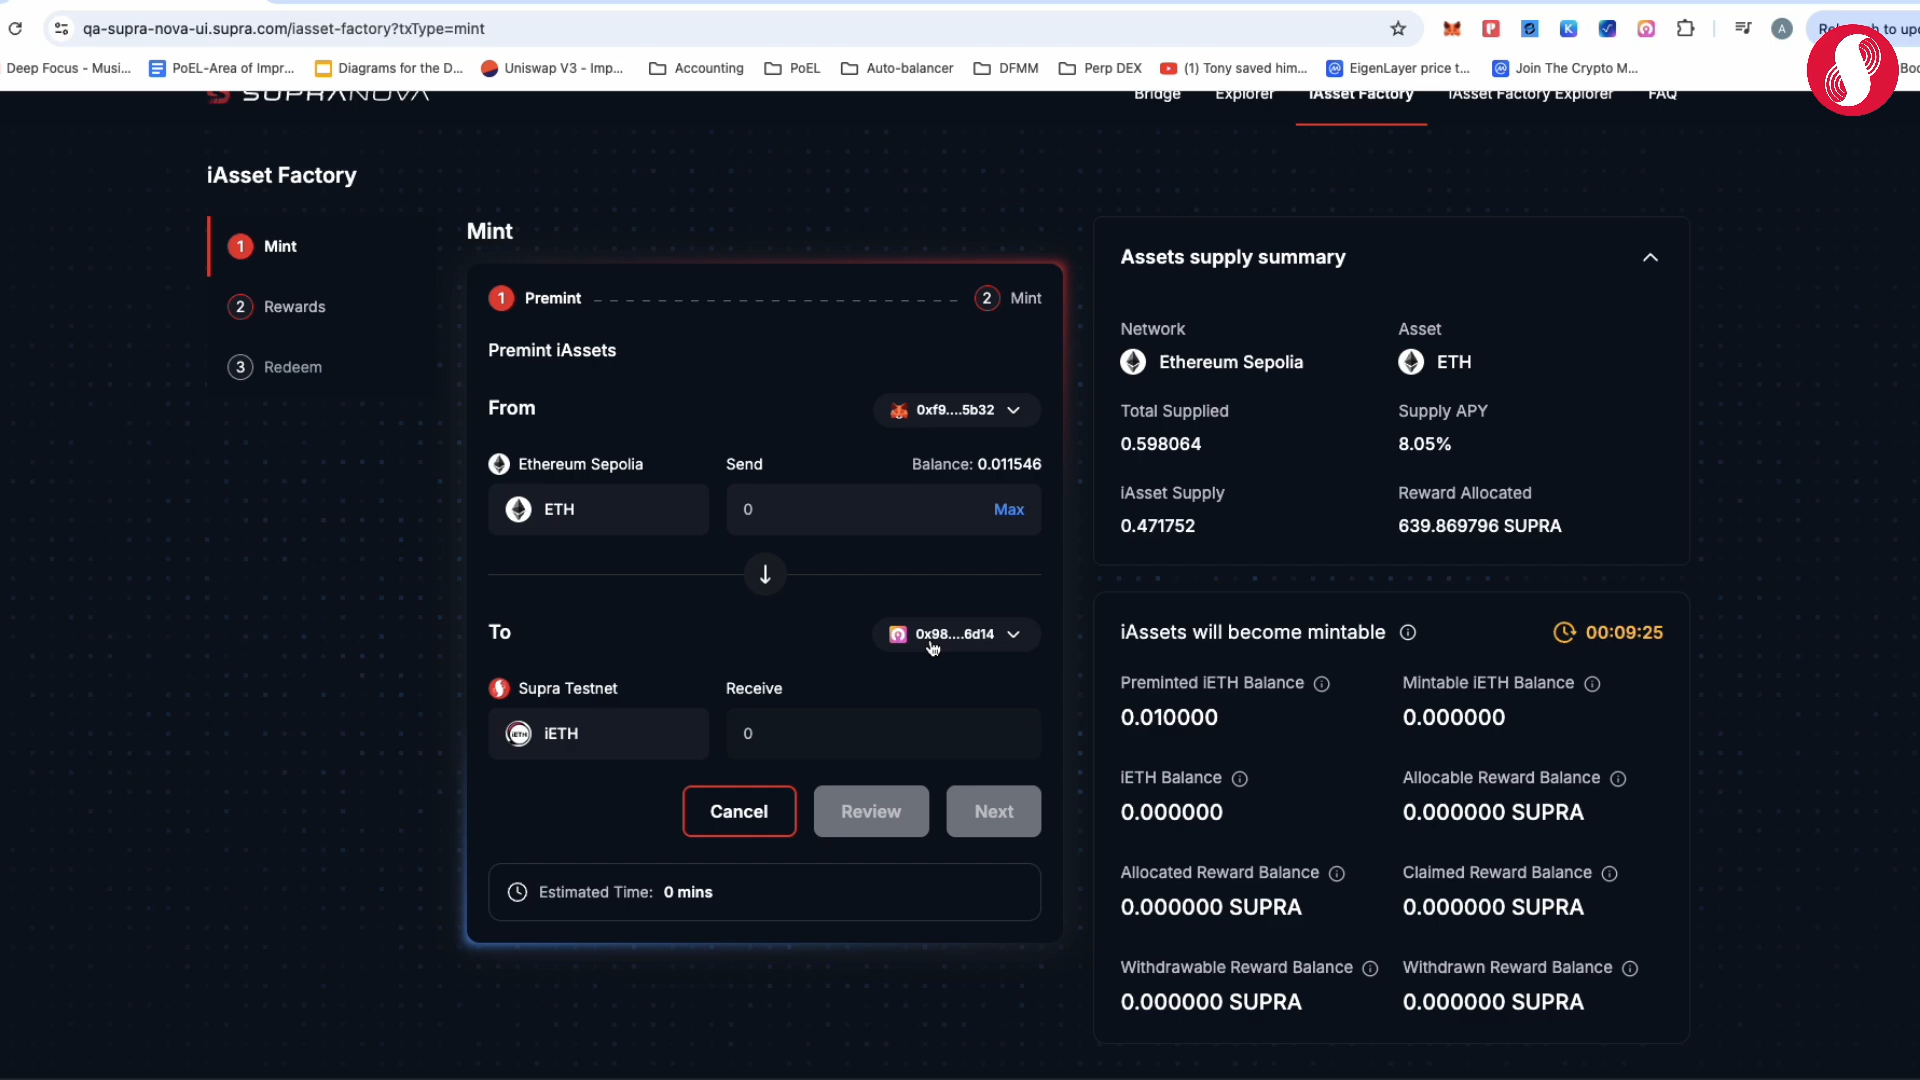 qa-supra-nova-ui.supra.com/iasset-factory?txType=mint
A
Deep Focus - Musi...
PoEL-Area of Impr...
Diagrams for the D...
Uniswap V3 - Imp...
Accounting
PoEL
Auto-balancer
DFMM
Perp DEX
(1) Tony saved him...
EigenLayer price t...
Join The Crypto M...
SUPRANOVA
Bridge
Explorer
iAsset Factory
iAsset Factory Explorer
FAQ
iAsset Factory
1 Mint
2 Rewards
3 Redeem
Mint
1 Premint
2 Mint
Premint iAssets
From
0xf9....5b32
Ethereum Sepolia
Send
Balance: 0.011546
ETH
0
Max
To
0x98....6d14
Supra Testnet
Receive
iETH
0
Cancel
Review
Next
Estimated Time: 0 mins
Assets supply summary
Network
Asset
Ethereum Sepolia
ETH
Total Supplied
Supply APY
0.598064
8.05%
iAsset Supply
Reward Allocated
0.471752
639.869796 SUPRA
iAssets will become mintable
00:09:25
Preminted iETH Balance
Mintable iETH Balance
0.010000
0.000000
iETH Balance
Allocable Reward Balance
0.000000
0.000000 SUPRA
Allocated Reward Balance
Claimed Reward Balance
0.000000 SUPRA
0.000000 SUPRA
Withdrawable Reward Balance
Withdrawn Reward Balance
0.000000 SUPRA
0.000000 SUPRA